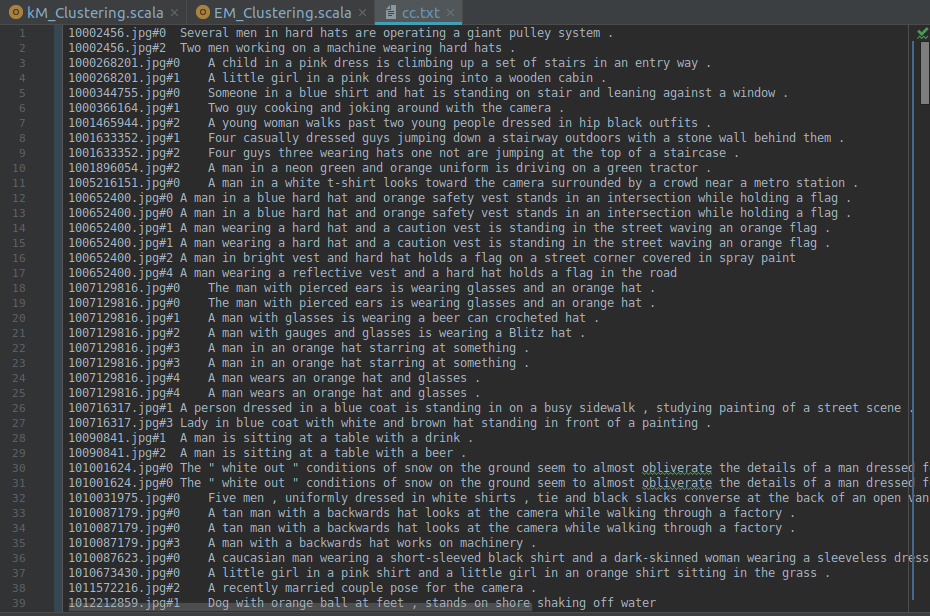 kM_Clustering.scala × EM_Clustering.scala × cc.txt ×
1 10002456.jpg#0 Several men in hard hats are operating a giant pulley system .
2 10002456.jpg#2 Two men working on a machine wearing hard hats .
3 1000268201.jpg#0 A child in a pink dress is climbing up a set of stairs in an entry way .
4 1000268201.jpg#1 A little girl in a pink dress going into a wooden cabin .
5 1000344755.jpg#0 Someone in a blue shirt and hat is standing on stair and leaning against a window .
6 1000366164.jpg#1 Two guy cooking and joking around with the camera .
7 1001465944.jpg#2 A young woman walks past two young people dressed in hip black outfits .
8 1001633352.jpg#1 Four casually dressed guys jumping down a stairway outdoors with a stone wall behind them
9 1001633352.jpg#2 Four guys three wearing hats one not are jumping at the top of a staircase .
10 1001896054.jpg#2 A man in a neon green and orange uniform is driving on a green tractor .
11 1005216151.jpg#0 A man in a white t-shirt looks toward the camera surrounded by a crowd near a metro station .
12 100652400.jpg#0 A man in a blue hard hat and orange safety vest stands in an intersection while holding a flag .
13 100652400.jpg#0 A man in a blue hard hat and orange safety vest stands in an intersection while holding a flag .
14 100652400.jpg#1 A man wearing a hard hat and a caution vest is standing in the street waving an orange flag .
15 100652400.jpg#1 A man wearing a hard hat and a caution vest is standing in the street waving an orange flag .
16 100652400.jpg#2 A man in bright vest and hard hat holds a flag on a street corner covered in spray paint
17 100652400.jpg#4 A man wearing a reflective vest and a hard hat holds a flag in the road
18 1007129816.jpg#0 The man with pierced ears is wearing glasses and an orange hat .
19 1007129816.jpg#0 The man with pierced ears is wearing glasses and an orange hat .
20 1007129816.jpg#1 A man with glasses is wearing a beer can crocheted hat .
21 1007129816.jpg#2 A man with gauges and glasses is wearing a Blitz hat .
22 1007129816.jpg#3 A man in an orange hat starring at something .
23 1007129816.jpg#3 A man in an orange hat starring at something .
24 1007129816.jpg#4 A man wears an orange hat and glasses .
25 1007129816.jpg#4 A man wears an orange hat and glasses .
26 100716317.jpg#1 A person dressed in a blue coat is standing in on a busy sidewalk , studying painting of a street scene .
27 100716317.jpg#3 Lady in blue coat with white and brown hat standing in front of a painting .
28 10090841.jpg#1 A man is sitting at a table with a drink .
29 10090841.jpg#2 A man is sitting at a table with a beer .
30 101001624.jpg#0 The " white out " conditions of snow on the ground seem to almost obliverate the details of a man dressed f
31 101001624.jpg#0 The " white out " conditions of snow on the ground seem to almost obliverate the details of a man dressed f
32 1010031975.jpg#0 Five men , uniformly dressed in white shirts , tie and black slacks converse at the back of an open van
33 1010087179.jpg#0 A tan man with a backwards hat looks at the camera while walking through a factory .
34 1010087179.jpg#0 A tan man with a backwards hat looks at the camera while walking through a factory .
35 1010087179.jpg#3 A man with a backwards hat works on machinery .
36 1010087623.jpg#0 A caucasian man wearing a short-sleeved black shirt and a dark-skinned woman wearing a sleeveless dress
37 1010673430.jpg#0 A little girl in a pink shirt and a little girl in an orange shirt sitting in the grass .
38 1011572216.jpg#2 A recently married couple pose for the camera .
39 1012212859.jpg#1 Dog with orange ball at feet , stands on shore shaking off water